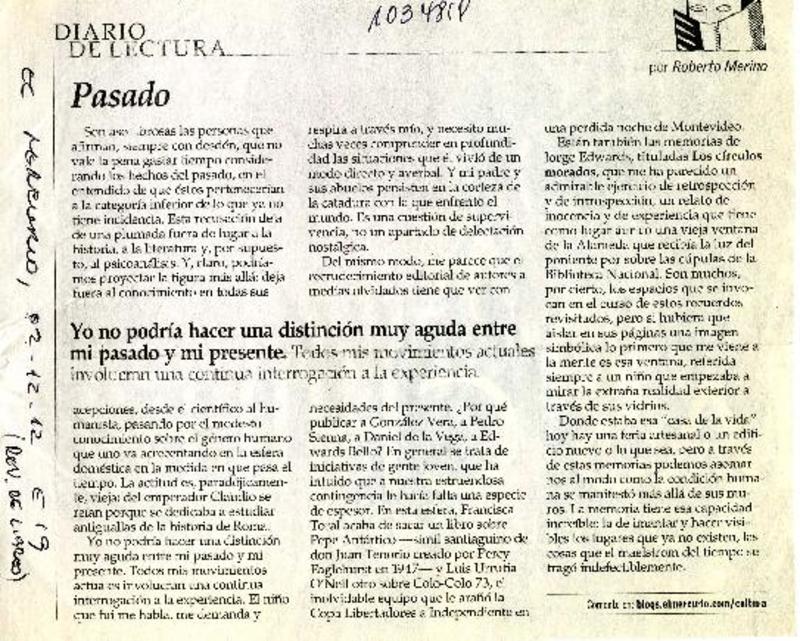 1034818
DIARIO
DE LECTURA
por Roberto Merino
Pasado
Son asombrosas las personas que
afirman, siempre con desdén, que no
vale la pena gastar tiempo conside-
rando los hechos del pasado, en el
entendido de que éstos pertenecerían
a la categoría inferior de lo que ya no
tiene incidencia. Esta recusación deja
de una plumada fuera de lugar a la
historia, a la literatura y, por supues-
to, al psicoanálisis. Y, claro, podría-
mos proyectar la figura más allá: deja
fuera al conocimiento en todas sus
Yo no podría hacer una distinción muy aguda entre
mi pasado y mi presente. Todos mis movimientos actuales
involucran una continua interrogación a la experiencia.
acepciones, desde el científico al hu-
manista, pasando por el modesto
conocimiento sobre el género humano
que uno va acrecentando en la esfera
doméstica en la medida en que pasa el
tiempo. La actitud es, paradójicamen-
te, vieja: del emperador Claudio se
reían porque se dedicaba a estudiar
antiguallas de la historia de Roma.
Yo no podría hacer una distinción
muy aguda entre mi pasado y mi
presente. Todos mis movimientos
actuales involucran una continua
interrogación a la experiencia. El niño
que fui me habla, me demanda y
respira a través mío, y necesito mu-
chas veces comprender en profundi-
dad las situaciones que él vivió de un
modo directo y averbal. Y mi padre y
sus abuelos persisten en la corteza de
la catadura con la que enfrento el
mundo. Es una cuestión de supervi-
vencia, no un apartado de delectación
nostálgica.
Del mismo modo, me parece que el
recrudecimiento editorial de autores a
medias olvidados tiene que ver con
necesidades del presente. ¿Por qué
publicar a González Vera, a Pedro
Sienna, a Daniel de la Vega, a Ed-
wards Bello? En general se trata de
iniciativas de gente joven, que ha
intuido que a nuestra estruendosa
contingencia le hacía falta una especie
de espesor. En esta esfera, Francisca
Toral acaba de sacar un libro sobre
Pepe Antártico —símil santiaguino de
don Juan Tenorio creado por Percy
Eaglehurst en 1947— y Luis Urrutia
O'Nell otro sobre Colo-Colo 73, el
inolvidable equipo que le arañó la
Copa Libertadores a Independiente en
una perdida noche de Montevideo.
Están también las memorias de
Jorge Edwards, tituladas Los círculos
morados, que me ha parecido un
admirable ejercicio de retrospección
y de introspección, un relato de
inocencia y de experiencia que tiene
como lugar una vieja ventana
de la Alameda que recibía la luz del
poniente por sobre las cúpulas de la
Biblioteca Nacional. Son muchos,
por cierto, los espacios que se invo-
can en el curso de estos recuerdos
revisitados, pero si hubiera que
aislar en sus páginas una imagen
simbólica lo primero que me viene a
la mente es esa ventana, referida
siempre a un niño que empezaba a
mirar la extraña realidad exterior a
través de sus vidrios.
Donde estaba esa "casa de la vida"
hoy hay una feria artesanal o un edifi-
cio nuevo o lo que sea, pero a través
de estas memorias podemos asomar-
nos al modo como la condición huma-
na se manifestó más allá de sus mu-
ros. La memoria tiene esa capacidad
increíble: la de imantar y hacer visi-
bles los lugares que ya no existen, las
cosas que el maelstrom del tiempo se
tragó indefectiblemente.
Comente en: blogs.elmercurio.com/cultura
MERCURIO, 02-12-12 E 19
(REV. DE LIBROS)